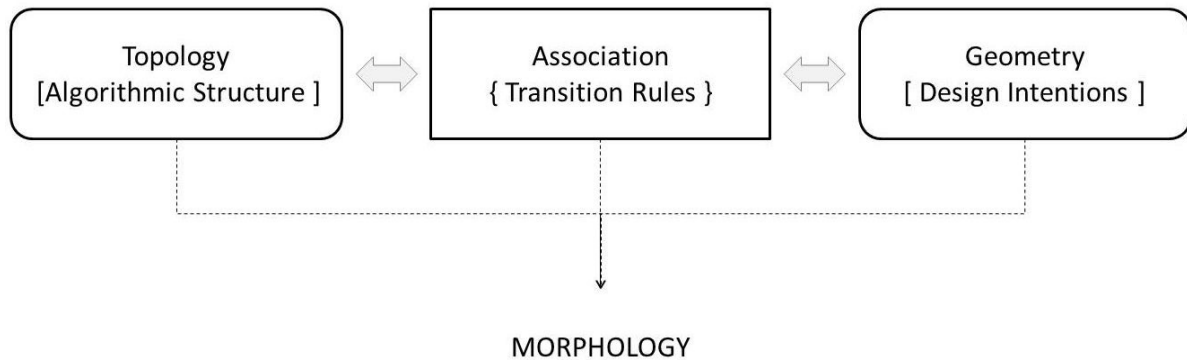 Topology
[Algorithmic Structure ]
Association
{ Transition Rules }
Geometry
[ Design Intentions ]
MORPHOLOGY